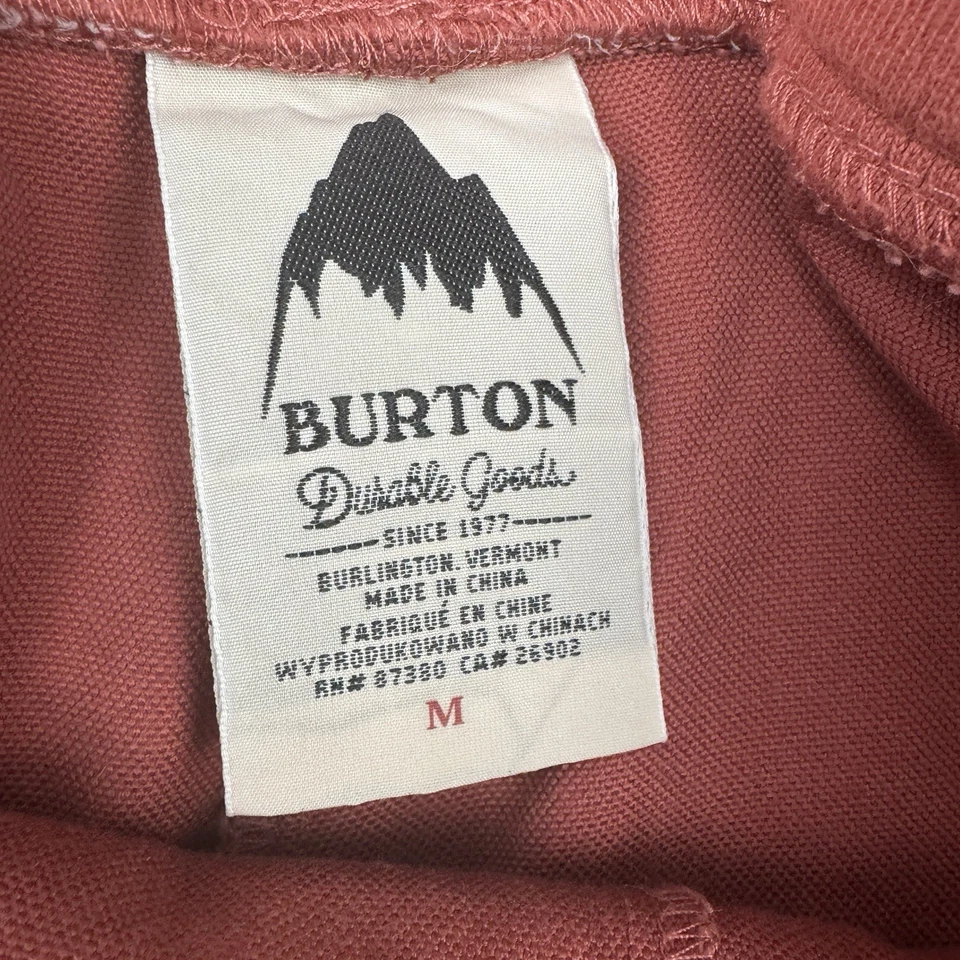 BURTON
Durable Goods
SINCE 1977
BURLINGTON, VERMONT
MADE IN CHINA
FABRIQUÉ EN CHINE
WYPRODUKOWANO W CHINACH
RN# 87380 CA# 26902
M